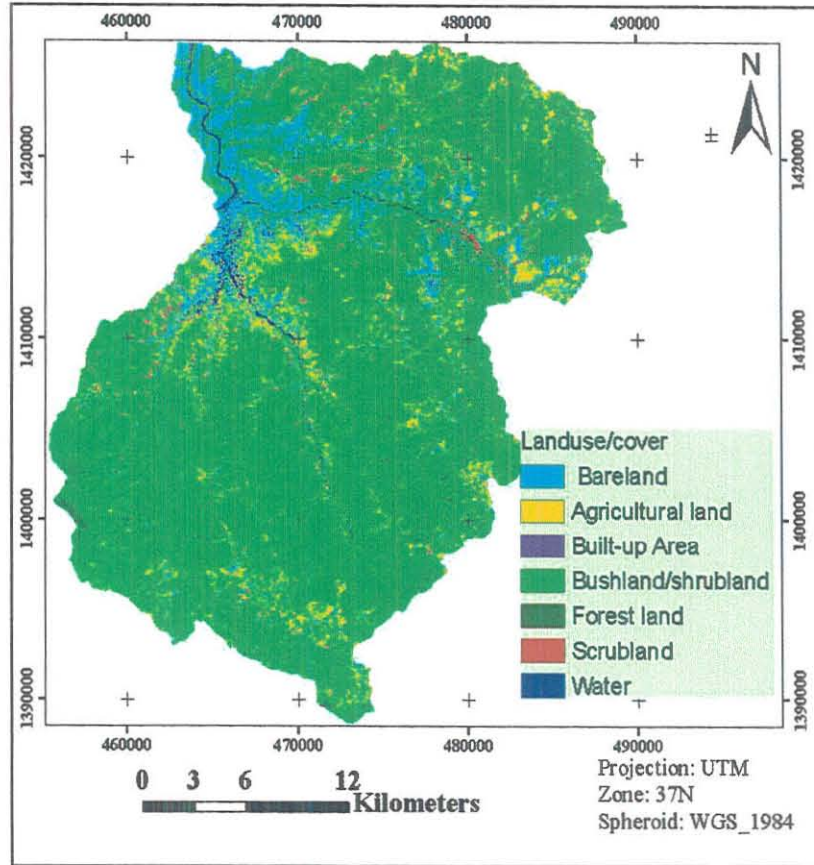 460000 470000 480000 490000
N
1420000 1420000
1410000 1410000
Landuse/cover
Bareland
Agricultural land
Built-up Area
Bushland/shrubland
Forest land
Scrubland
Water
1400000 1400000
1390000 1390000
460000 470000 480000 490000
0 3 6 12
Kilometers
Projection: UTM
Zone: 37N
Spheroid: WGS_1984